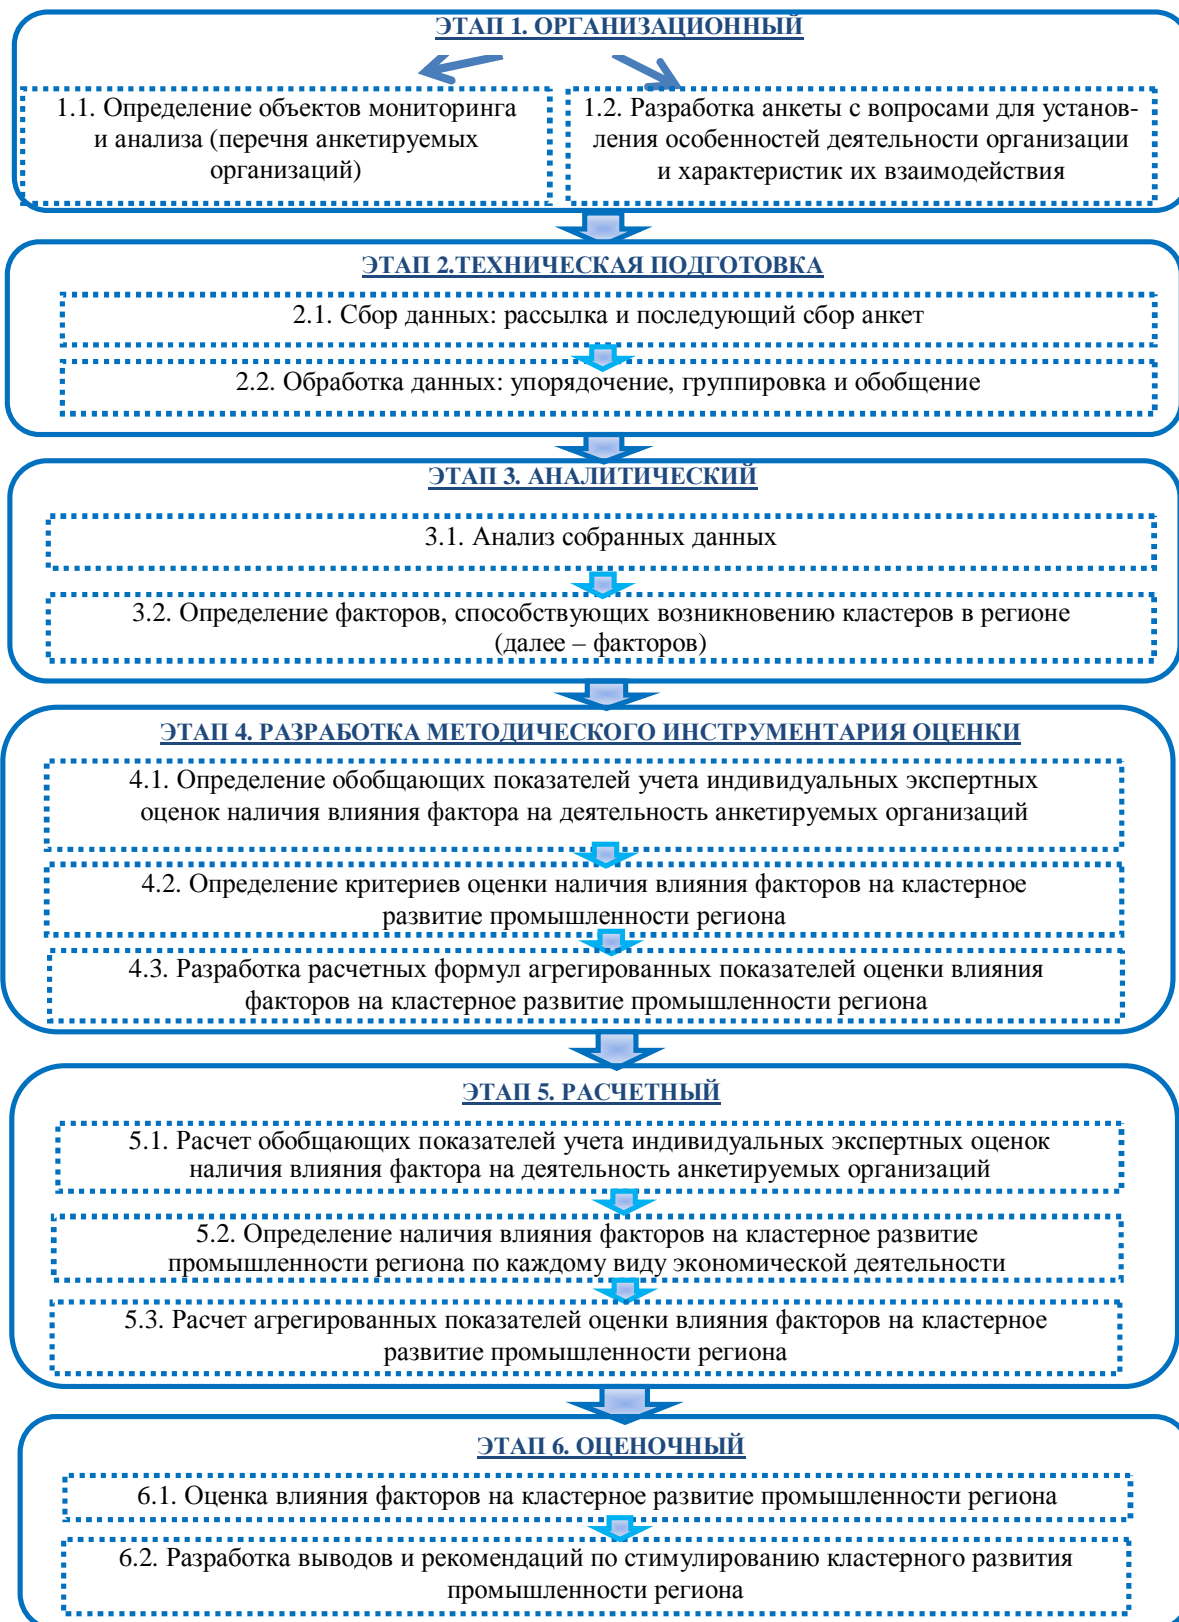 ЭТАП 1. ОРГАНИЗАЦИОННЫЙ
1.1. Определение объектов мониторинга
и анализа (перечня анкетируемых
организаций)
1.2. Разработка анкеты с вопросами для установ-
ления особенностей деятельности организации
и характеристик их взаимодействия
ЭТАП 2.ТЕХНИЧЕСКАЯ ПОДГОТОВКА
2.1. Сбор данных: рассылка и последующий сбор анкет
2.2. Обработка данных: упорядочение, группировка и обобщение
ЭТАП 3. АНАЛИТИЧЕСКИЙ
3.1. Анализ собранных данных
3.2. Определение факторов, способствующих возникновению кластеров в регионе
(далее – факторов)
ЭТАП 4. РАЗРАБОТКА МЕТОДИЧЕСКОГО ИНСТРУМЕНТАРИЯ ОЦЕНКИ
4.1. Определение обобщающих показателей учета индивидуальных экспертных
оценок наличия влияния фактора на деятельность анкетируемых организаций
4.2. Определение критериев оценки наличия влияния факторов на кластерное
развитие промышленности региона
4.3. Разработка расчетных формул агрегированных показателей оценки влияния
факторов на кластерное развитие промышленности региона
ЭТАП 5. РАСЧЕТНЫЙ
5.1. Расчет обобщающих показателей учета индивидуальных экспертных оценок
наличия влияния фактора на деятельность анкетируемых организаций
5.2. Определение наличия влияния факторов на кластерное развитие
промышленности региона по каждому виду экономической деятельности
5.3. Расчет агрегированных показателей оценки влияния факторов на кластерное
развитие промышленности региона
ЭТАП 6. ОЦЕНОЧНЫЙ
6.1. Оценка влияния факторов на кластерное развитие промышленности региона
6.2. Разработка выводов и рекомендаций по стимулированию кластерного развития
промышленности региона